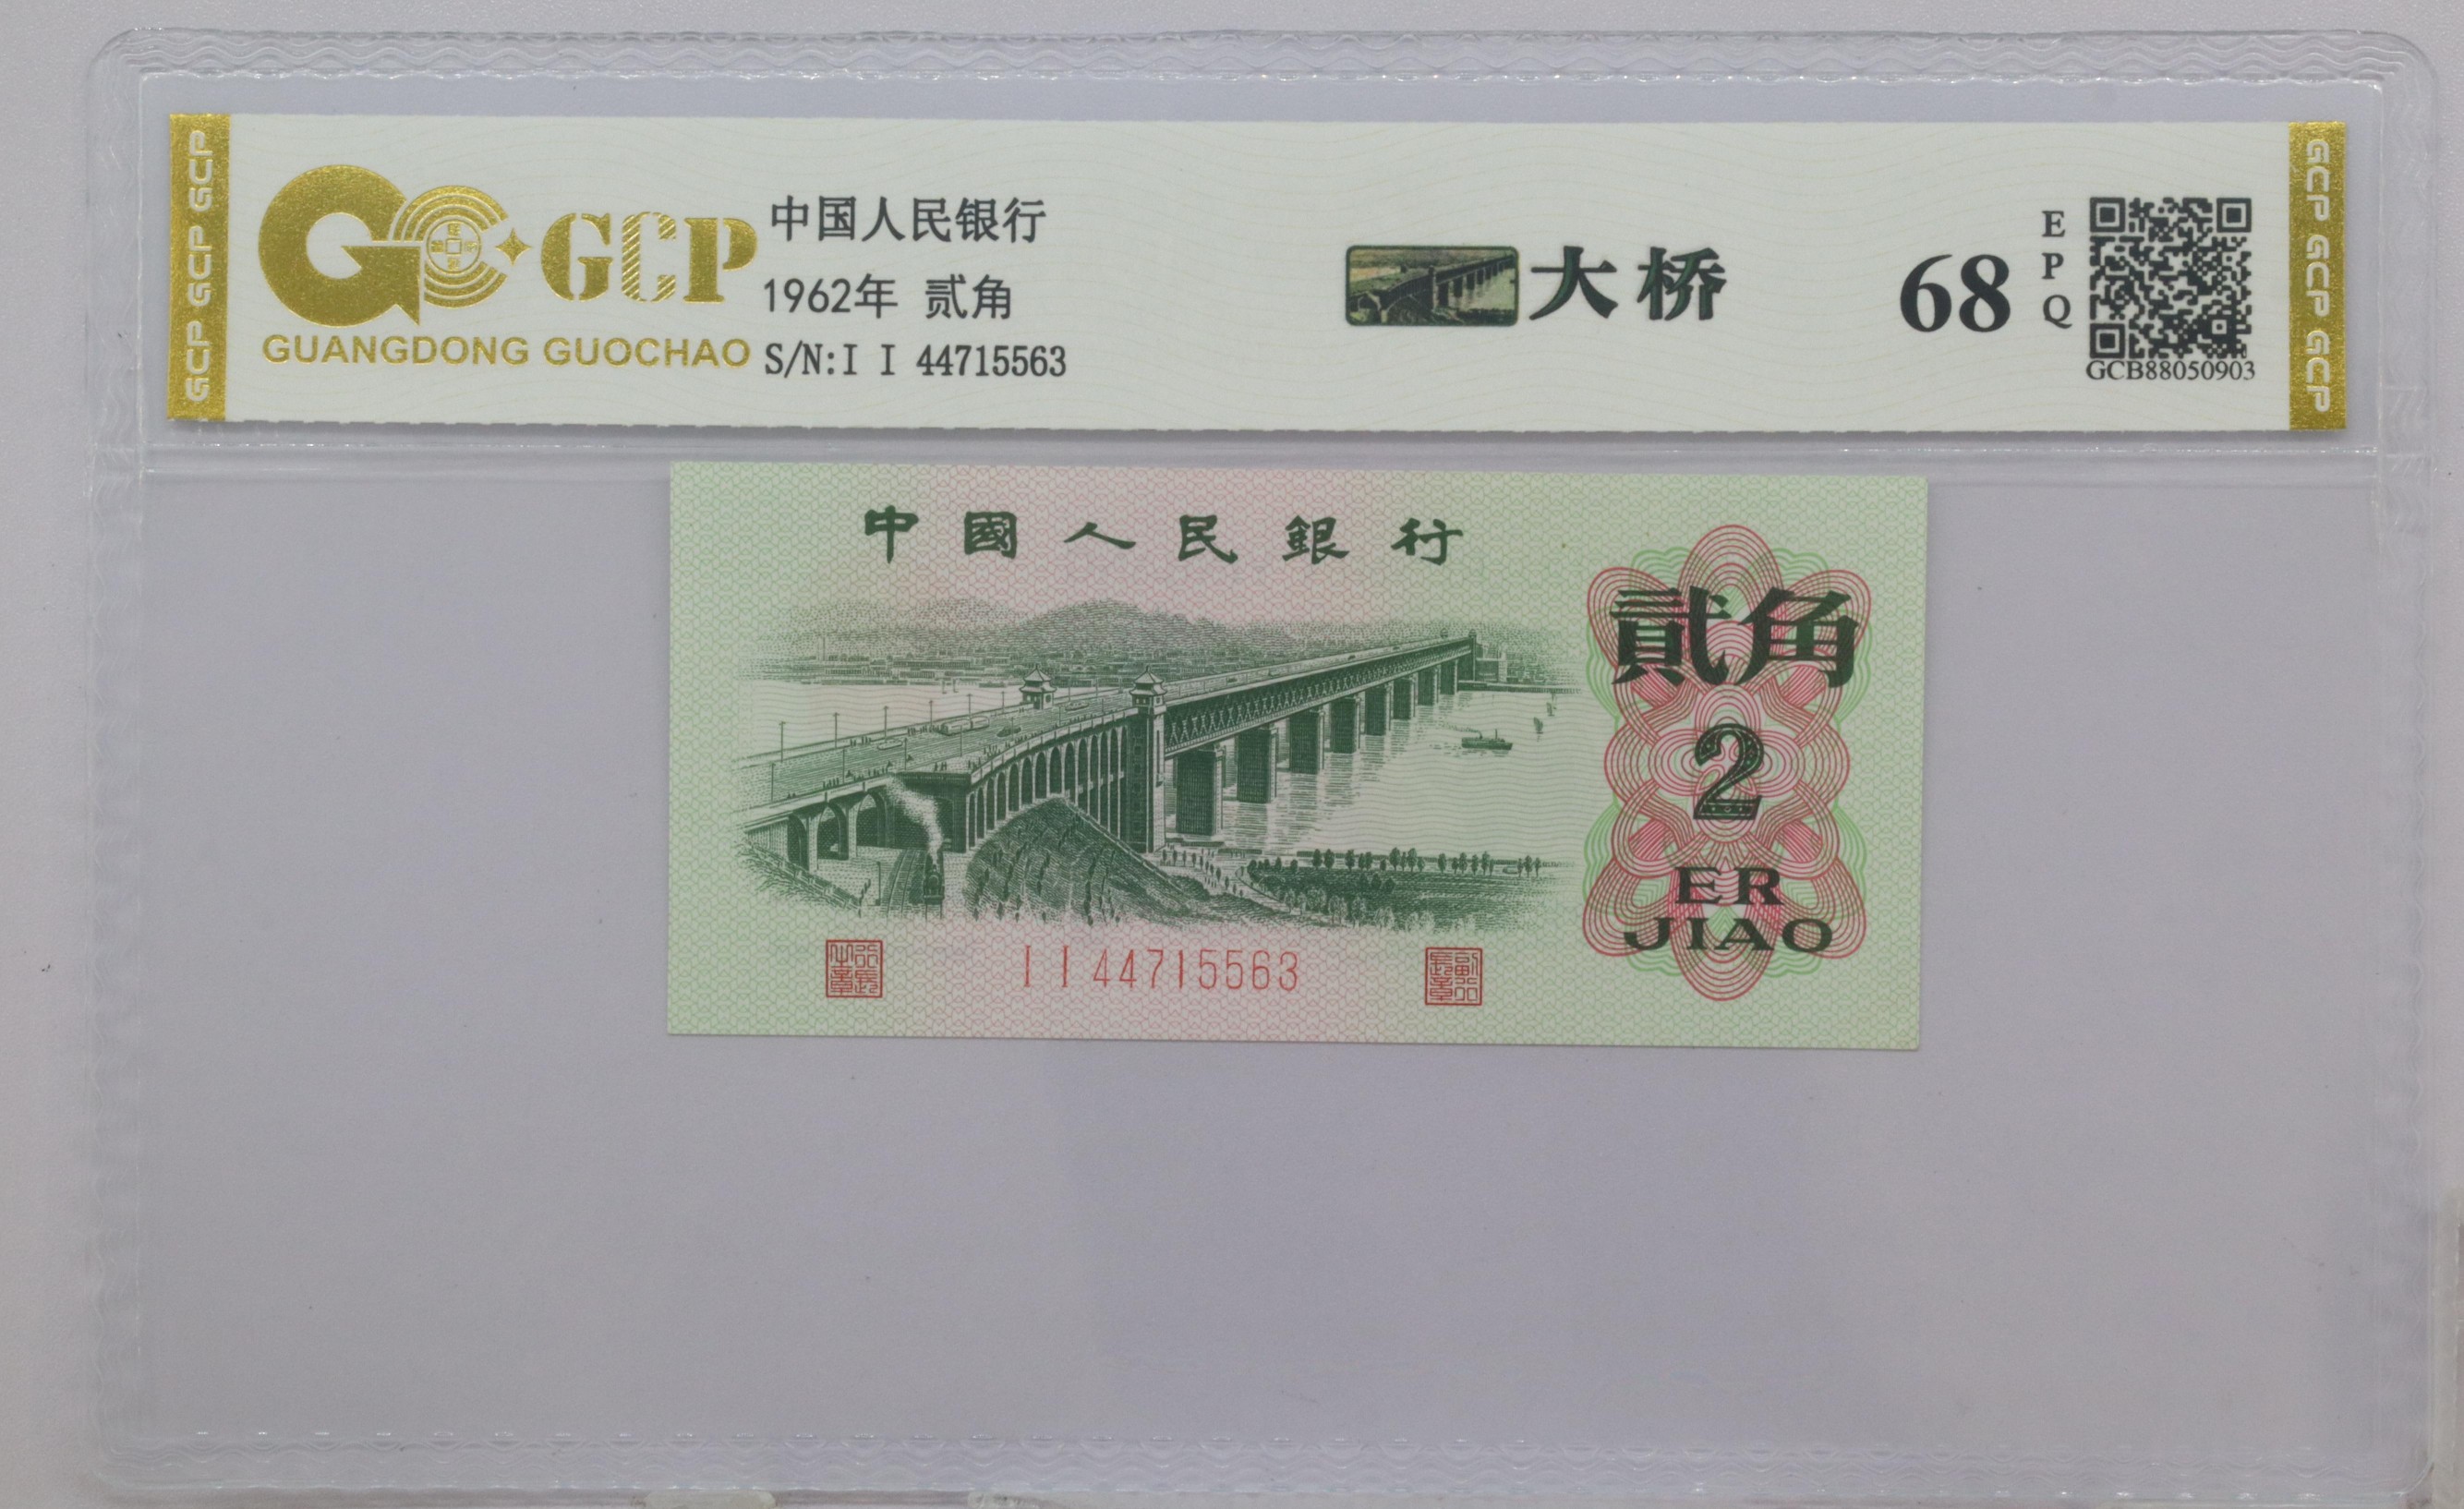 GCP GCP GCP
GCP
GUANGDONG GUOCHAO
中国人民银行
1962年 贰角
S/N:I I 44715563
大桥
68
EPQ
GCB88050903
GCP GCP GCP
中國人民銀行
貳角
2
ER
JIAO
I I 44715563